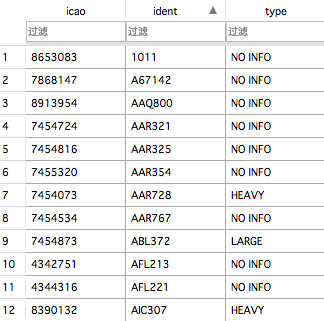 icao ident type
过滤 过滤 过滤
1 8653083 1011 NO INFO
2 7868147 A67142 NO INFO
3 8913954 AAQ800 NO INFO
4 7454724 AAR321 NO INFO
5 7454816 AAR325 NO INFO
6 7455320 AAR354 NO INFO
7 7454073 AAR728 HEAVY
8 7454534 AAR767 NO INFO
9 7454873 ABL372 LARGE
10 4342751 AFL213 NO INFO
11 4344316 AFL221 NO INFO
12 8390132 AIC307 HEAVY